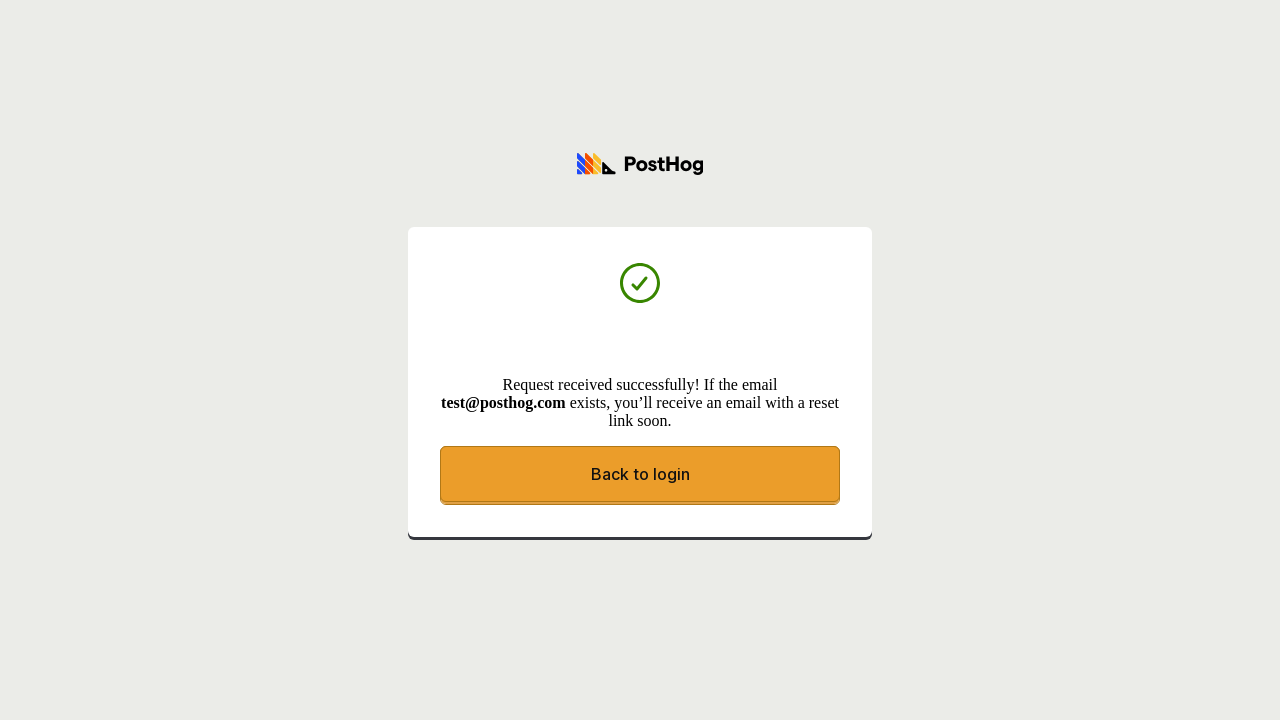 PostHog
Request received successfully! If the email
test@posthog.com exists, you’ll receive an email with a reset
link soon.
Back to login